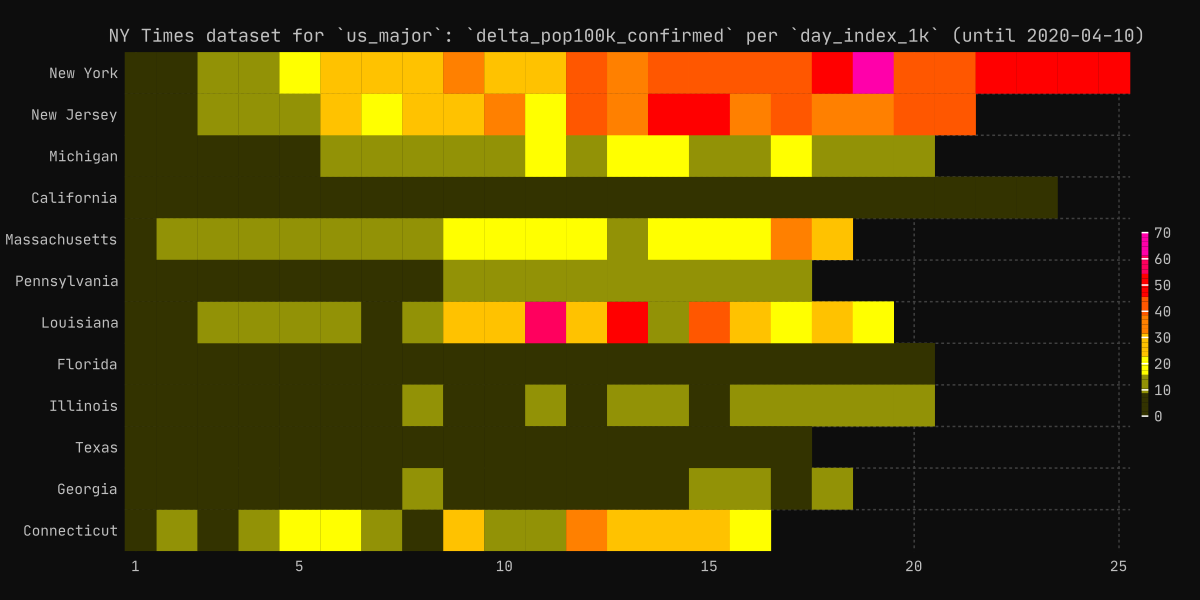 NY Times dataset for `us_major`: `delta_pop100k_confirmed` per `day_index_1k` (until 2020-04-10)
New York
New Jersey
Michigan
California
Massachusetts
Pennsylvania
Louisiana
Florida
Illinois
Texas
Georgia
Connecticut
1 5 10 15 20 25
70
60
50
40
30
20
10
0